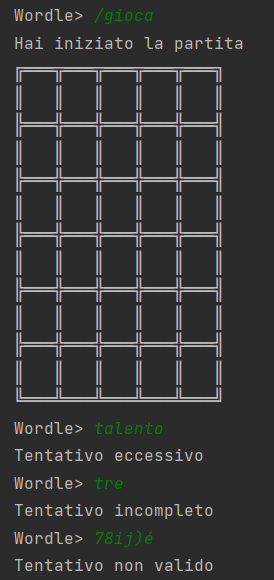 Wordle> /gioca
Hai iniziato la partita
Wordle> talento
Tentativo eccessivo
Wordle> tre
Tentativo incompleto
Wordle> 78ij)é
Tentativo non valido